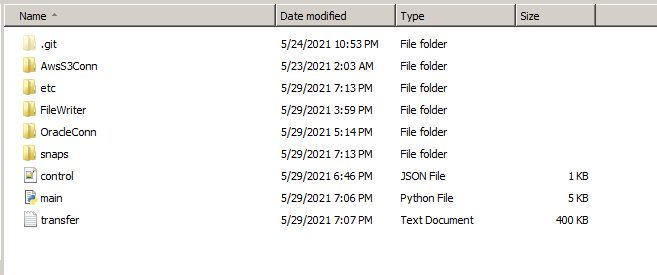 Name Date modified Type Size
.git 5/24/2021 10:53 PM File folder
AwsS3Conn 5/23/2021 2:03 AM File folder
etc 5/29/2021 7:13 PM File folder
FileWriter 5/29/2021 3:59 PM File folder
OracleConn 5/29/2021 5:14 PM File folder
snaps 5/29/2021 7:13 PM File folder
control 5/29/2021 6:46 PM JSON File 1 KB
main 5/29/2021 7:06 PM Python File 5 KB
transfer 5/29/2021 7:07 PM Text Document 400 KB